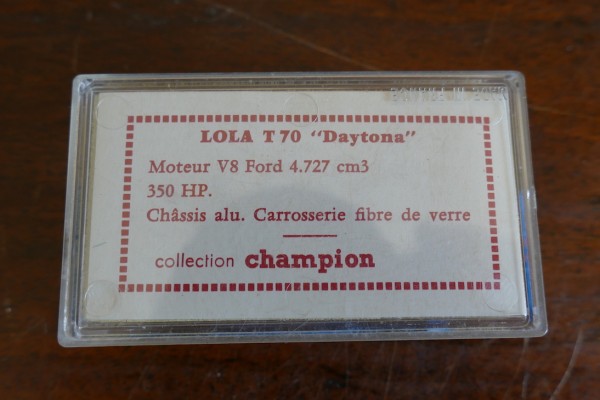 LOLA T 70 "Daytona"
Moteur V8 Ford 4.727 cm3
350 HP.
Châssis alu. Carrosserie fibre de verre
collection champion